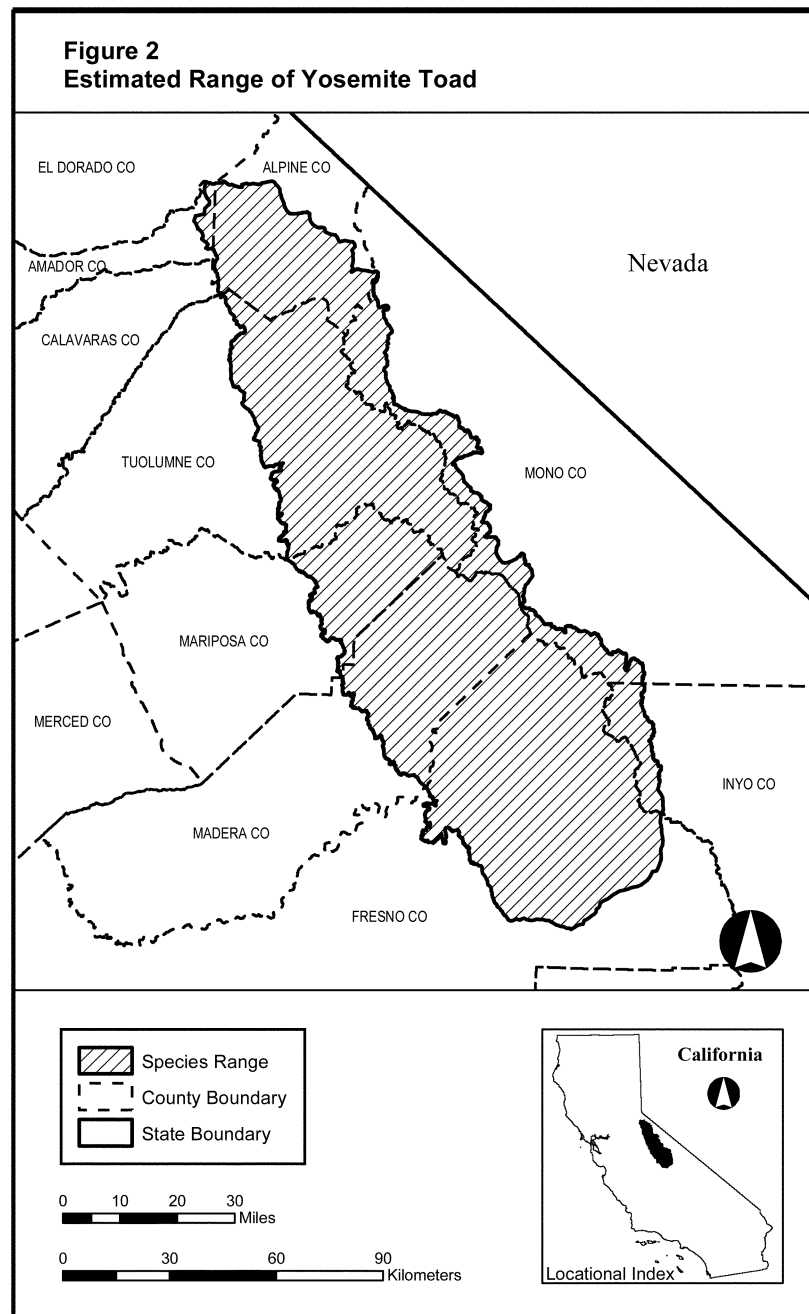 Figure 2
Estimated Range of Yosemite Toad
EL DORADO CO
ALPINE CO
Nevada
AMADOR CO
CALAVARAS CO
TUOLUMNE CO
MONO CO
MARIPOSA CO
MERCED CO
INYO CO
MADERA CO
FRESNO CO
Species Range
County Boundary
State Boundary
0 10 20 30
Miles
0 30 60 90
Kilometers
California
Locational Index